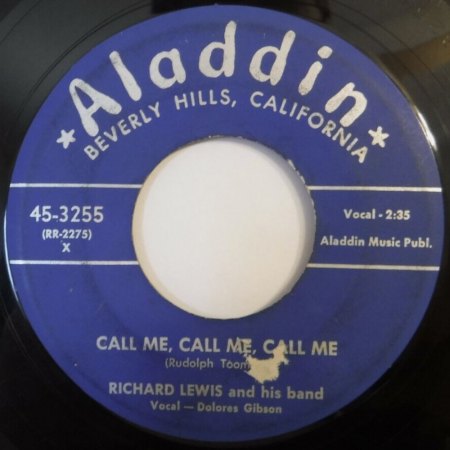 *Aladdin*
BEVERLY HILLS, CALIFORNIA
45-3255
(RR-2275)
X
Vocal - 2:35
Aladdin Music Publ.
CALL ME, CALL ME, CALL ME
(Rudolph Toom
RICHARD LEWIS and his band
Vocal — Dolores Gibson